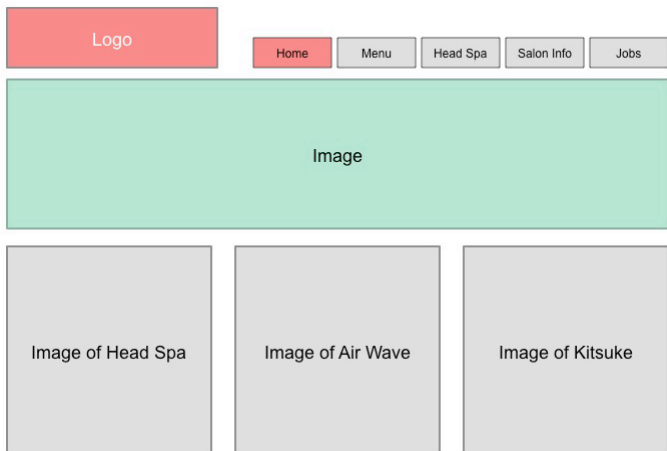 Logo
Home
Menu
Head Spa
Salon Info
Jobs
Image
Image of Head Spa
Image of Air Wave
Image of Kitsuke